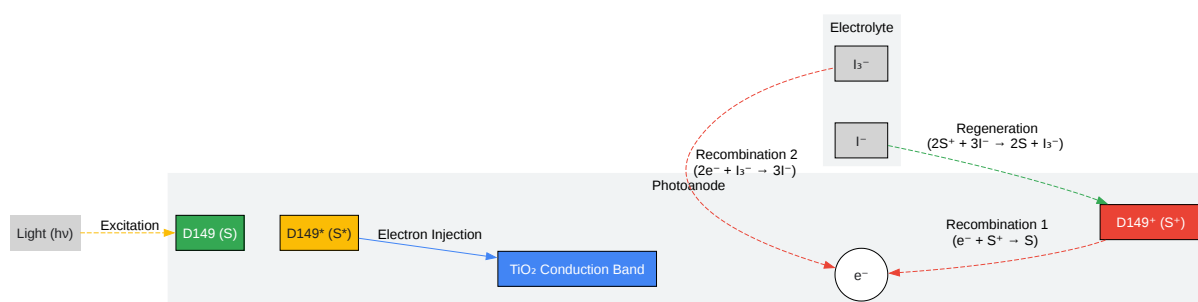 Electrolyte
I₃⁻
I⁻
Regeneration
(2S⁺ + 3I⁻ → 2S + I₃⁻)
Recombination 2
(2e⁻ + I₃⁻ → 3I⁻)
Photoanode
Light (hν)
Excitation
D149 (S)
D149* (S*)
Electron Injection
TiO₂ Conduction Band
Recombination 1
(e⁻ + S⁺ → S)
D149⁺ (S⁺)
e⁻